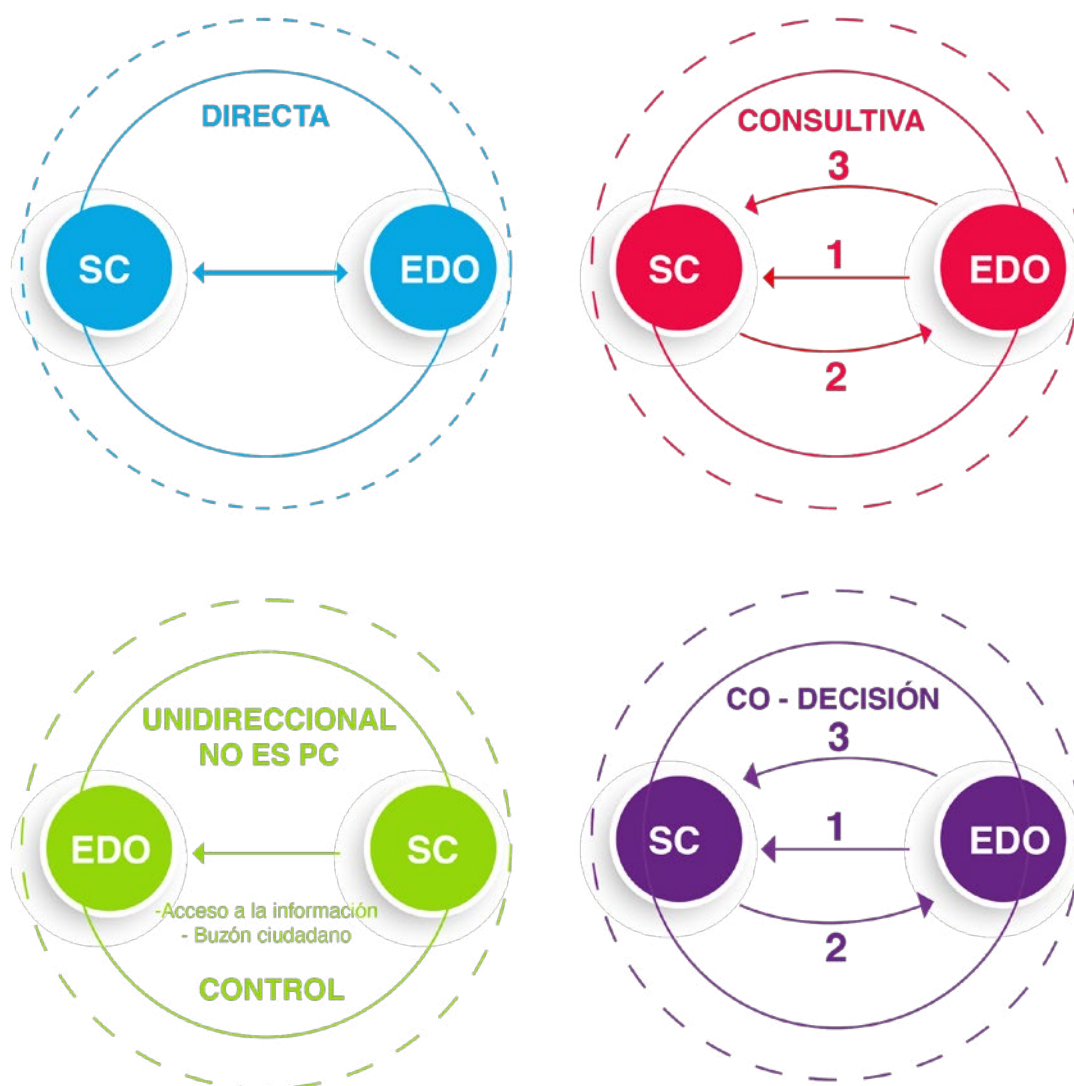 DIRECTA
SC
EDO
CONSULTIVA
3
SC
1
EDO
2
UNIDIRECCIONAL
NO ES PC
EDO
SC
-Acceso a la información
- Buzón ciudadano
CONTROL
CO - DECISIÓN
3
SC
1
EDO
2